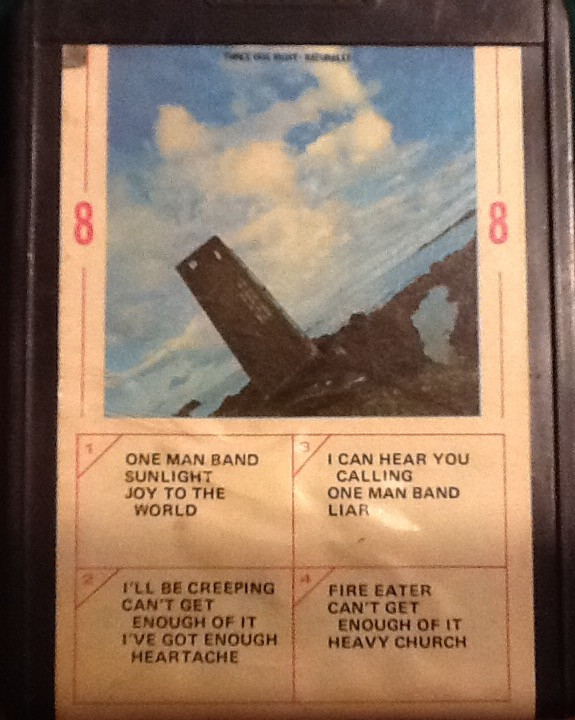 THREE DOG NIGHT - NATURALLY
8
8
1
ONE MAN BAND
SUNLIGHT
JOY TO THE
WORLD
3
I CAN HEAR YOU
CALLING
ONE MAN BAND
LIAR
2
I'LL BE CREEPING
CAN'T GET
ENOUGH OF IT
I'VE GOT ENOUGH
HEARTACHE
4
FIRE EATER
CAN'T GET
ENOUGH OF IT
HEAVY CHURCH